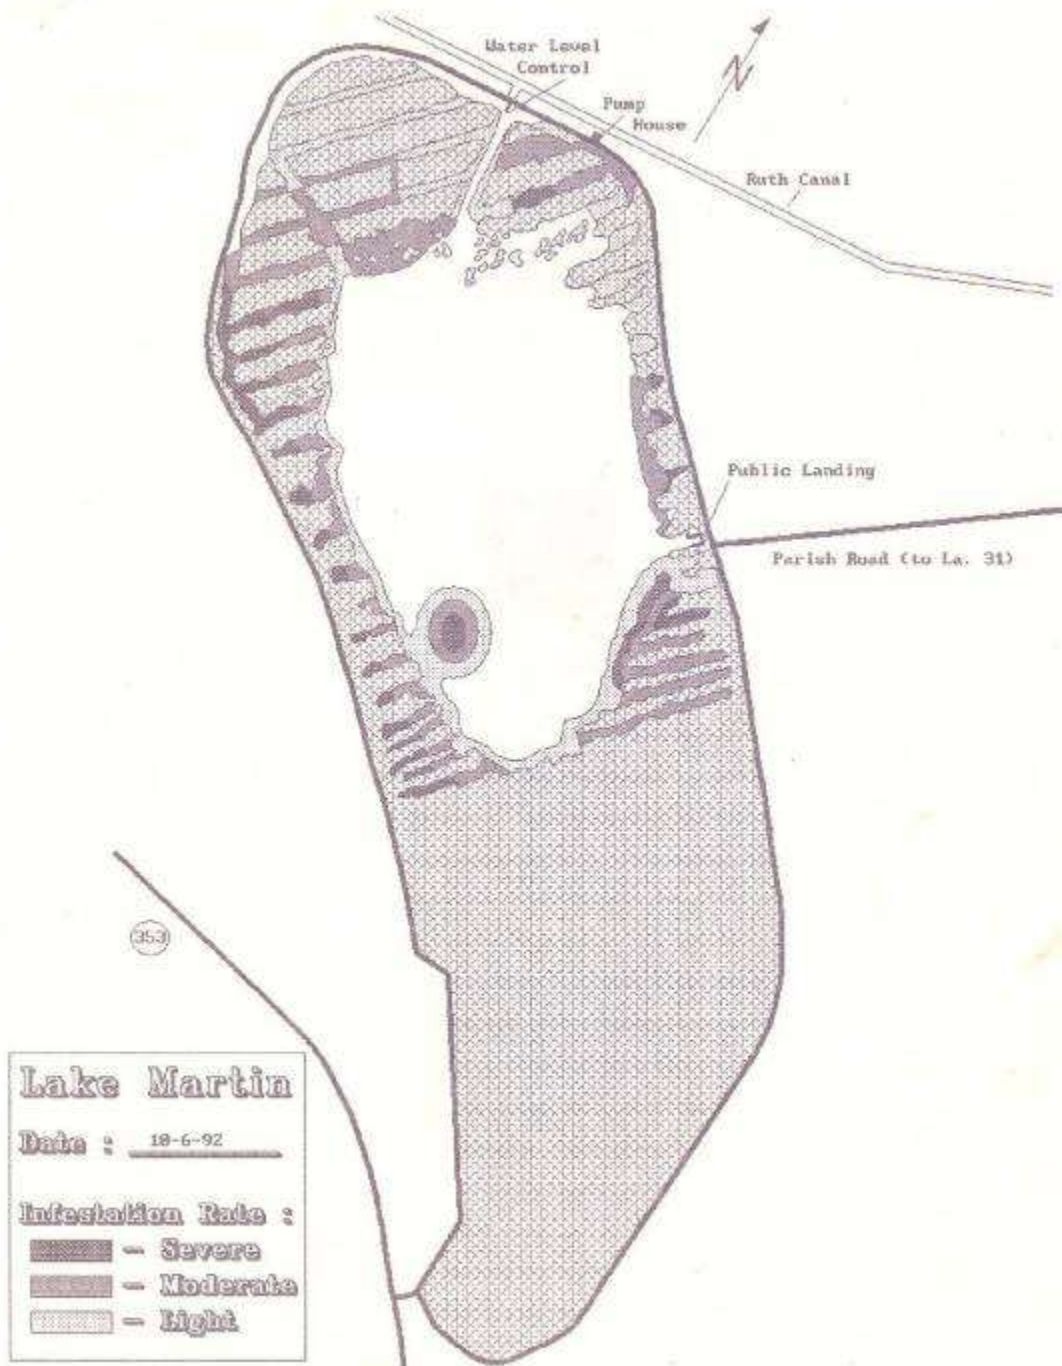 Water Level
Control
N
Pump
House
Ruth Canal
Public Landing
Parish Road (to La. 31)
353
Lake Martin
Date : 10-6-92
Infestation Rate :
- Severe
- Moderate
- Light